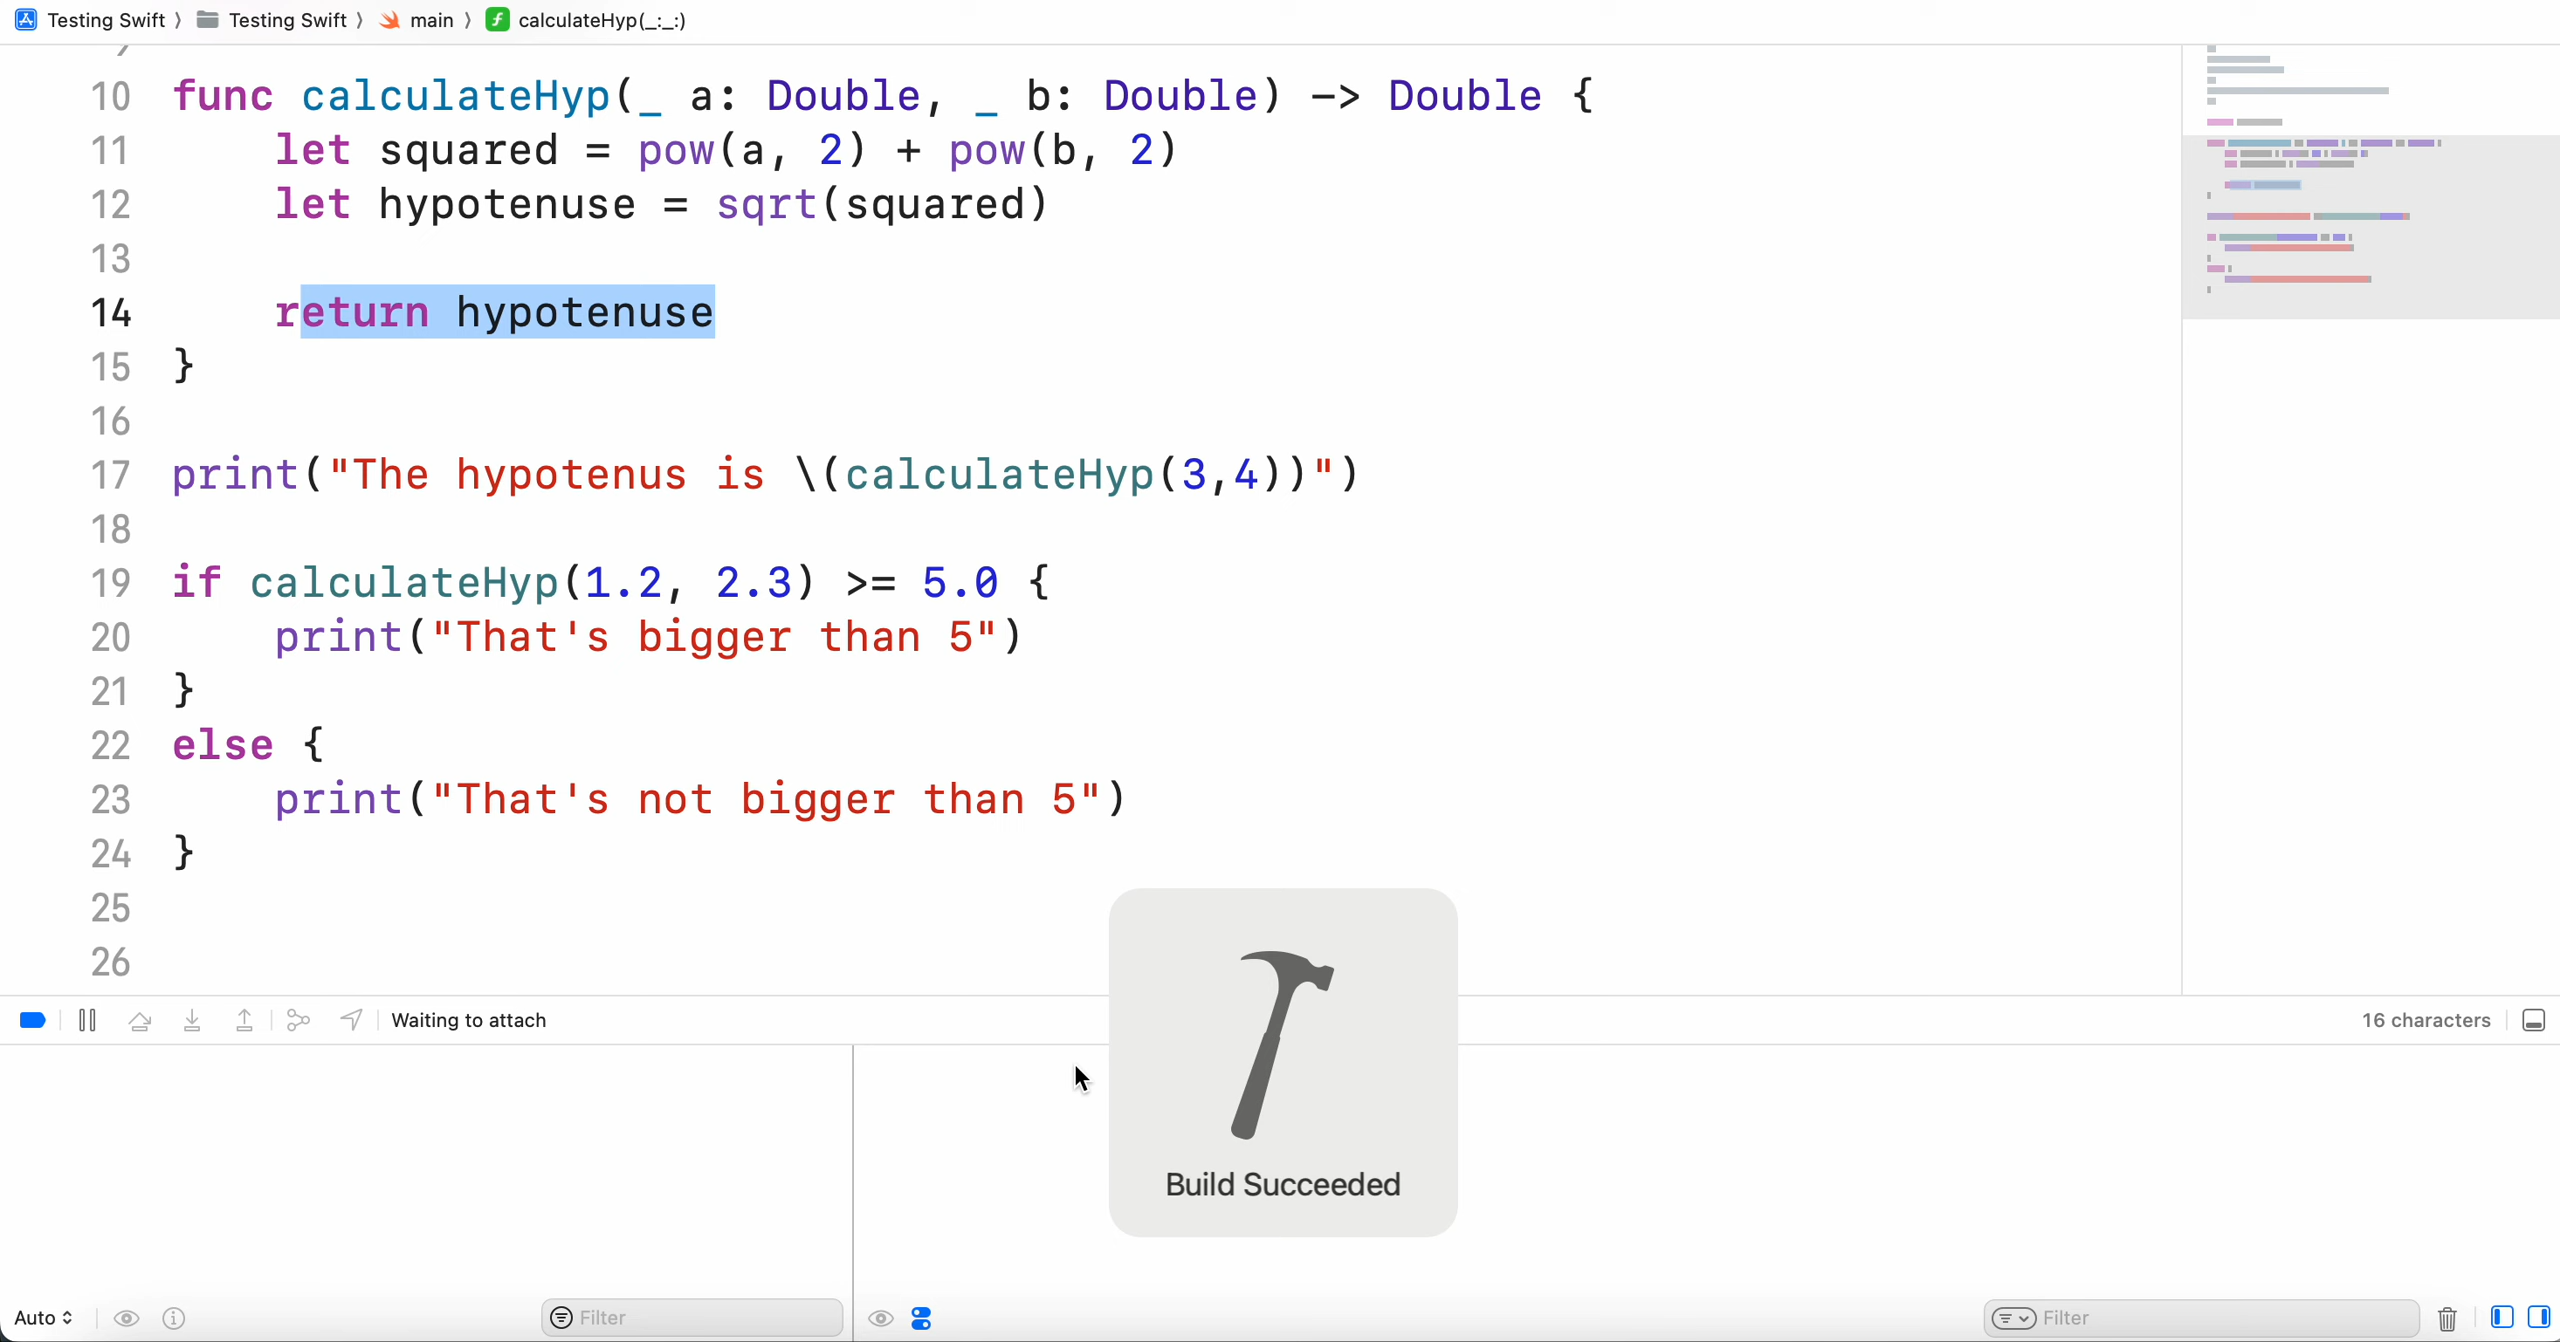 Testing Swift 〉 Testing Swift 〉 main 〉 calculateHyp(_:_:)
10 func calculateHyp(_ a: Double, _ b: Double) -> Double {
11     let squared = pow(a, 2) + pow(b, 2)
12     let hypotenuse = sqrt(squared)
13
14     return hypotenuse
15 }
16
17 print("The hypotenus is \(calculateHyp(3,4))")
18
19 if calculateHyp(1.2, 2.3) >= 5.0 {
20     print("That's bigger than 5")
21 }
22 else {
23     print("That's not bigger than 5")
24 }
25
26
Waiting to attach
16 characters
Build Succeeded
Auto
Filter
Filter